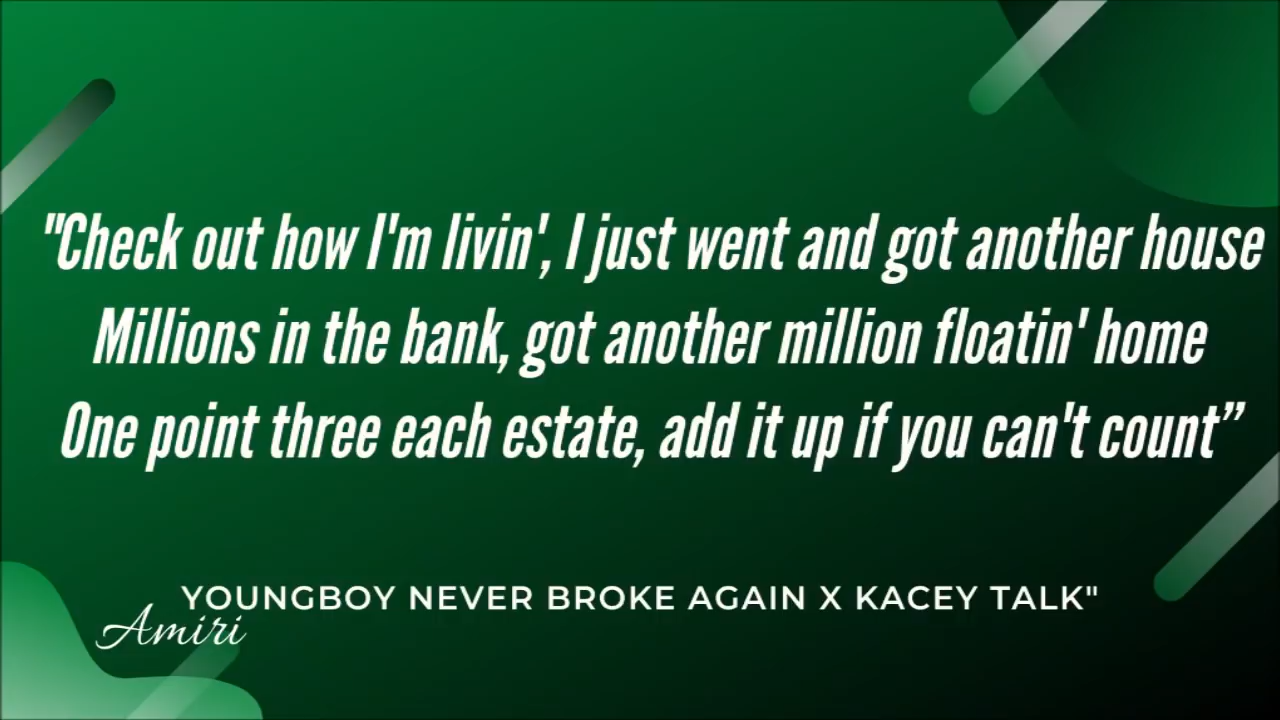 "Check out how I'm livin', I just went and got another house
Millions in the bank, got another million floatin' home
One point three each estate, add it up if you can't count”
YOUNGBOY NEVER BROKE AGAIN X KACEY TALK"
Amiri